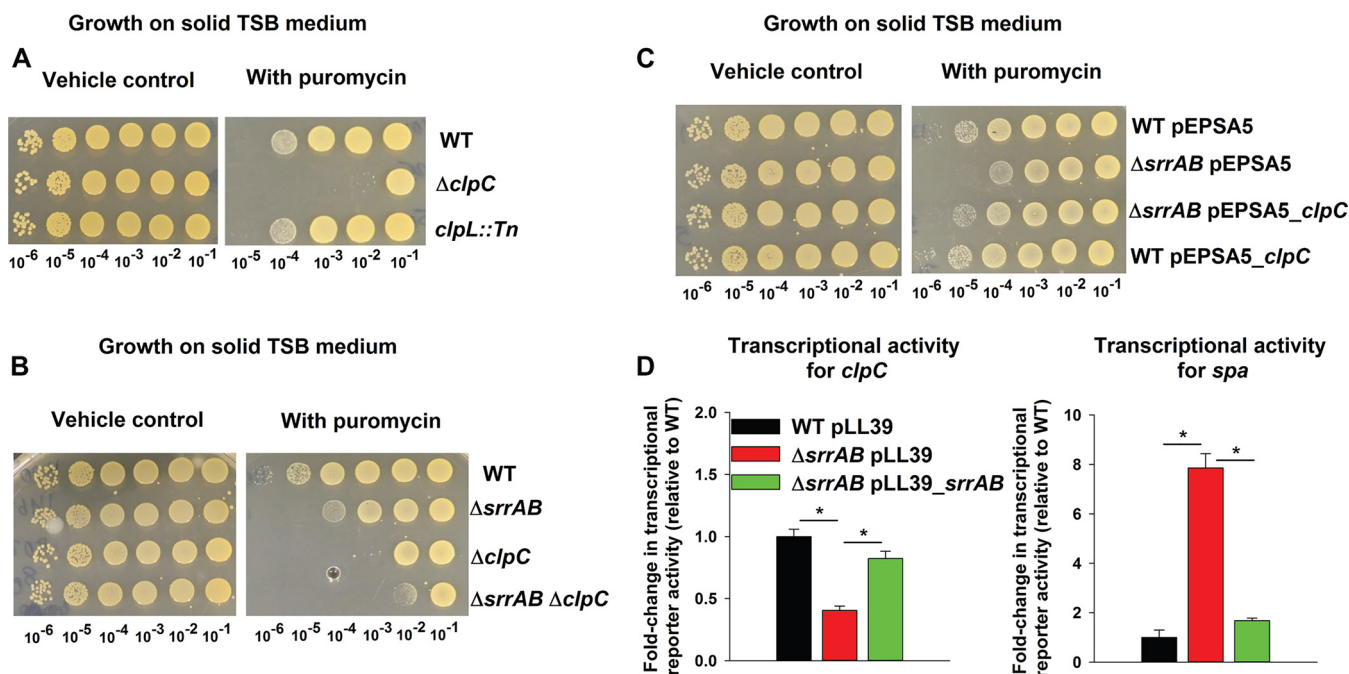 Growth on solid TSB medium
A
Vehicle control
With puromycin
WT
ΔclpC
clpL::Tn
10-6 10-5 10-4 10-3 10-2 10-1
10-5 10-4 10-3 10-2 10-1
Growth on solid TSB medium
B
Vehicle control
With puromycin
WT
ΔsrrAB
ΔclpC
ΔsrrAB ΔclpC
10-6 10-5 10-4 10-3 10-2 10-1
10-6 10-5 10-4 10-3 10-2 10-1
Growth on solid TSB medium
C
Vehicle control
With puromycin
WT pEPSA5
ΔsrrAB pEPSA5
ΔsrrAB pEPSA5_clpC
WT pEPSA5_clpC
10-6 10-5 10-4 10-3 10-2 10-1
10-6 10-5 10-4 10-3 10-2 10-1
D
Transcriptional activity
for clpC
Fold-change in transcriptional
reporter activity (relative to WT)
2.0
1.5
1.0
0.5
0.0
WT pLL39
ΔsrrAB pLL39
ΔsrrAB pLL39_srrAB
*
*
Transcriptional activity
for spa
Fold-change in transcriptional
reporter activity (relative to WT)
10
8
6
4
2
0
*
*